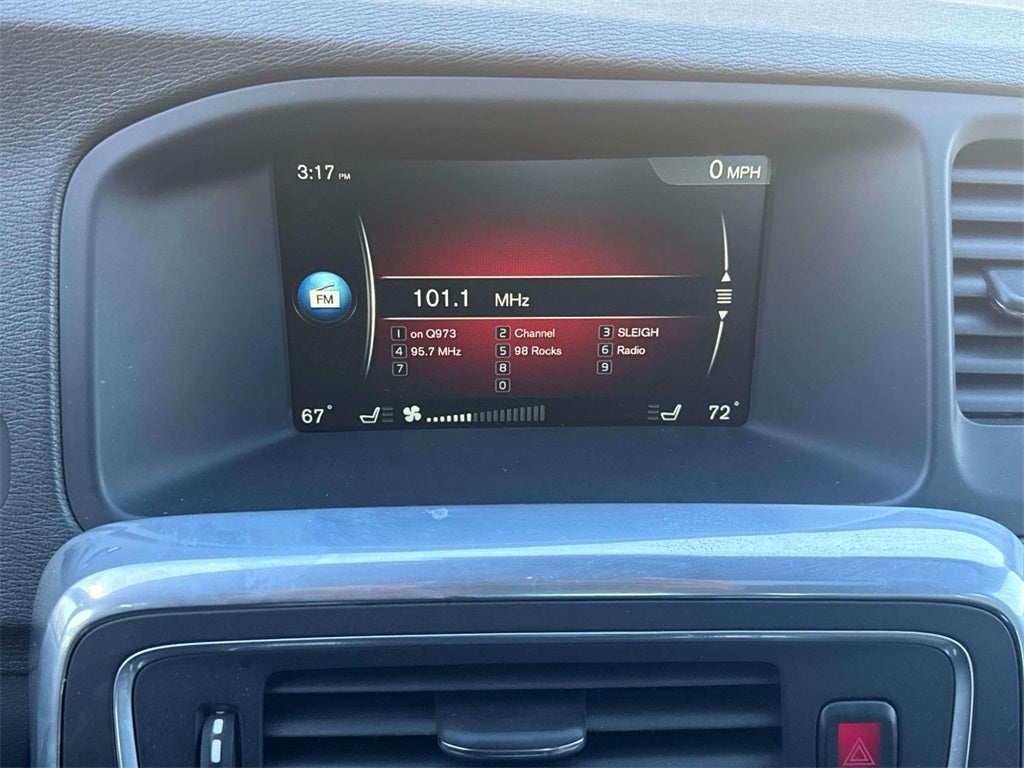 3:17 PM
0 MPH
FM
101.1 MHz
1 on Q973 2 Channel 3 SLEIGH
4 95.7 MHz 5 98 Rocks 6 Radio
7 8 9
0
67° 72°